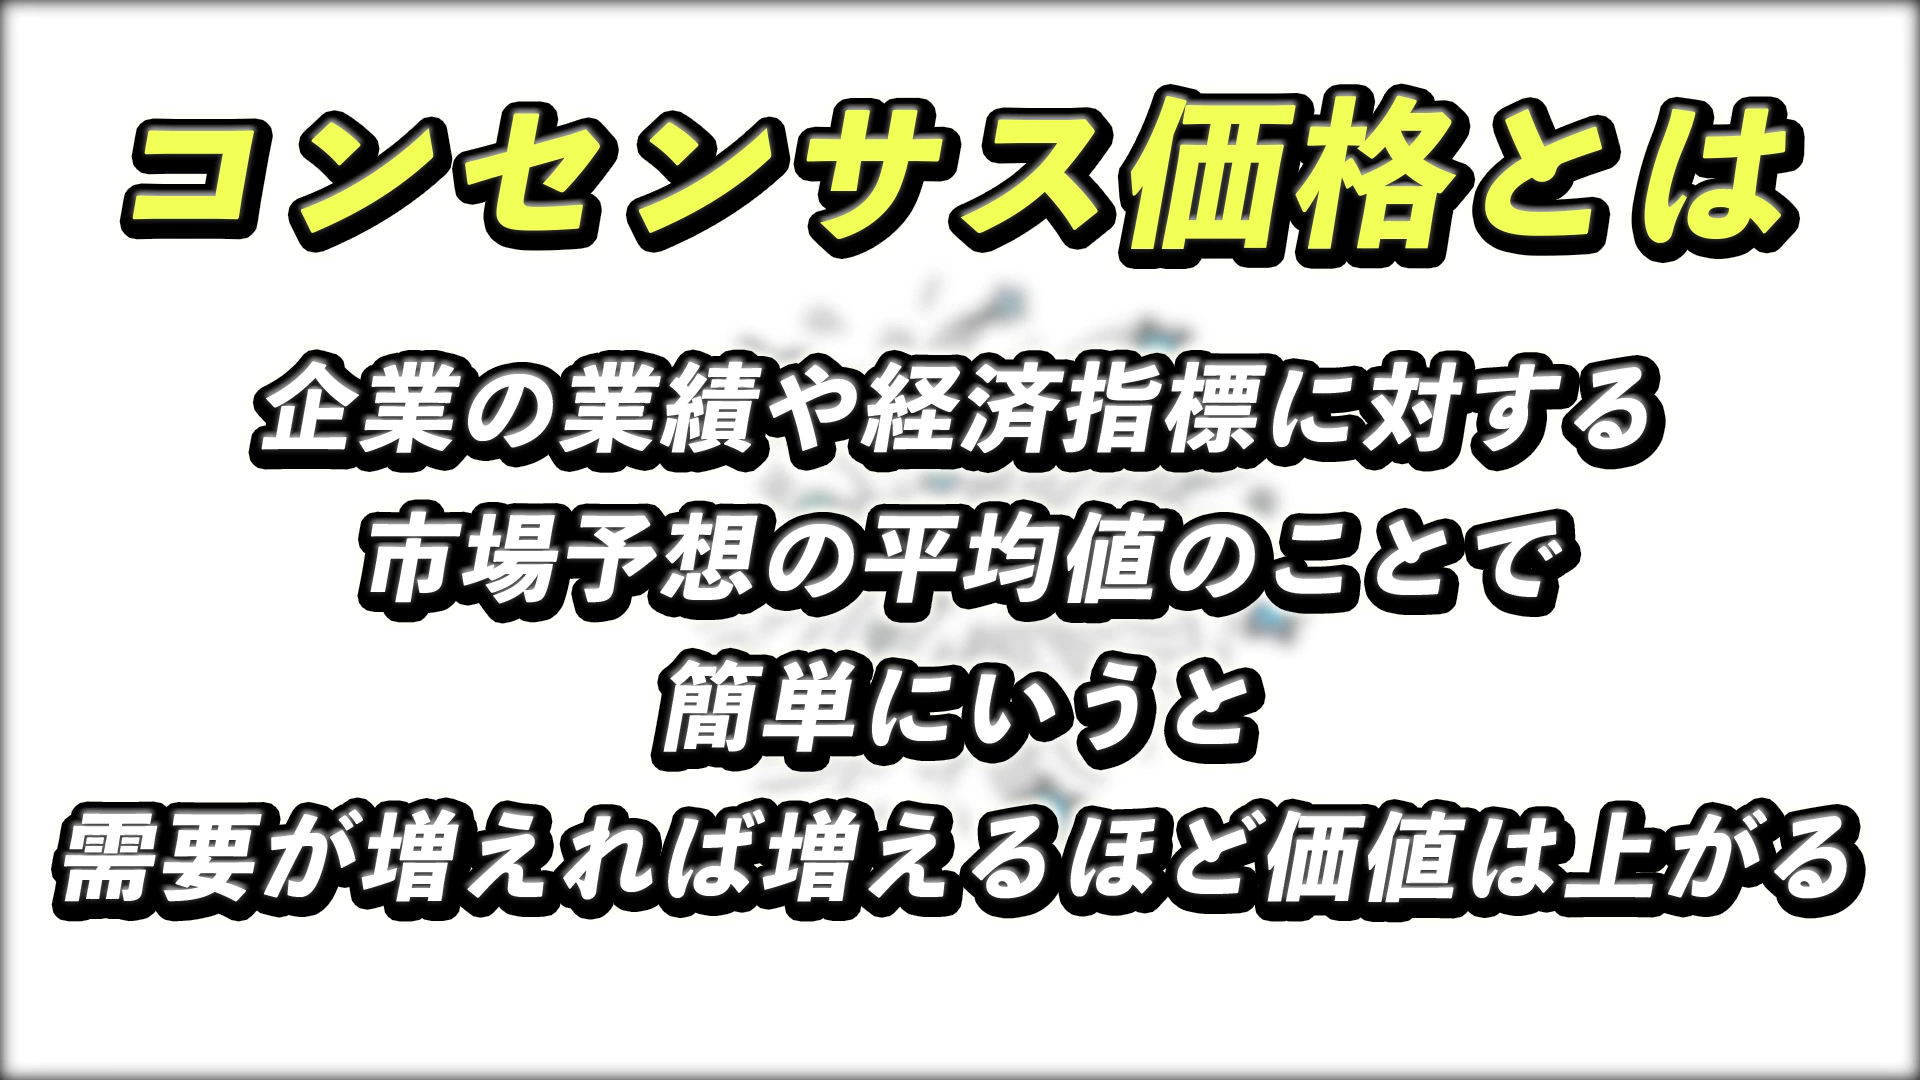 コンセンサス価格とは
企業の業績や経済指標に対する
市場予想の平均値のことで
簡単にいうと
需要が増えれば増えるほど価値は上がる